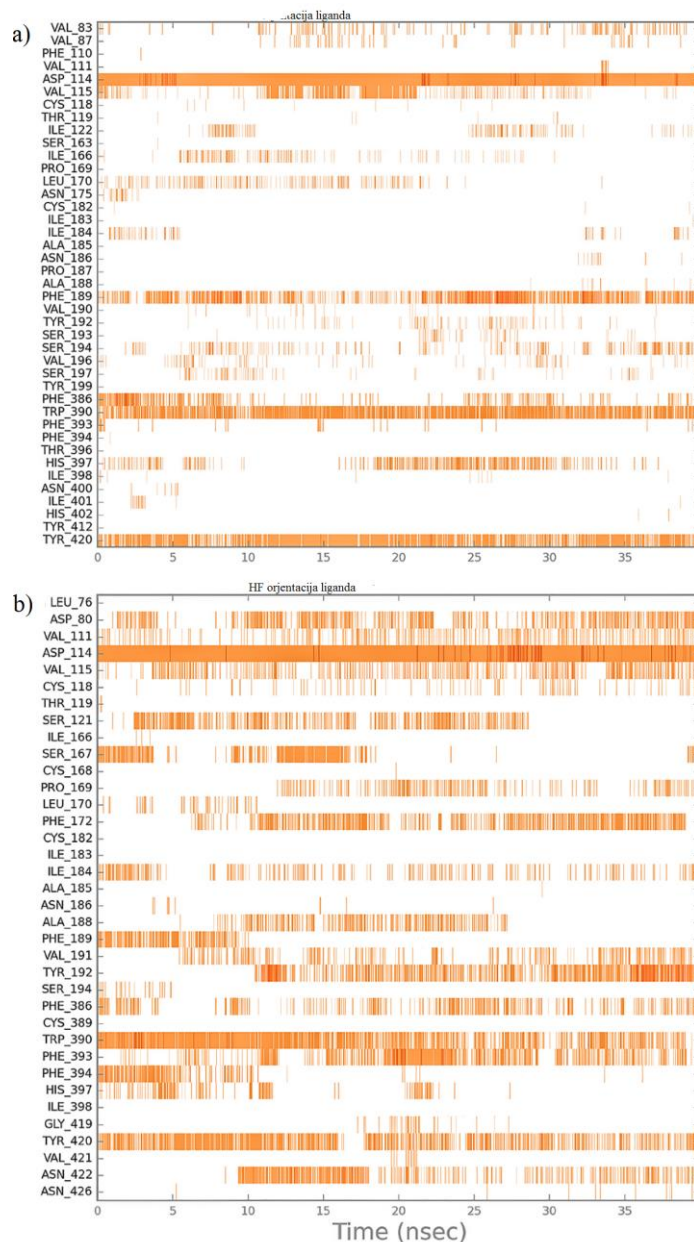 a)
VAL_83
VAL_87
PHE_110
VAL_111
ASP_114
VAL_115
CYS_118
THR_119
ILE_122
SER_163
ILE_166
PRO_169
LEU_170
ASN_175
CYS_182
ILE_183
ILE_184
ALA_185
ASN_186
PRO_187
ALA_188
PHE_189
VAL_190
TYR_192
SER_193
SER_194
VAL_196
SER_197
TYR_199
PHE_386
TRP_390
PHE_393
PHE_394
THR_396
HIS_397
ILE_398
ASN_400
ILE_401
HIS_402
TYR_412
TYR_420
0 5 10 15 20 25 30 35
b)
HF orjentacija liganda
LEU_76
ASP_80
VAL_111
ASP_114
VAL_115
CYS_118
THR_119
SER_121
ILE_166
SER_167
CYS_168
PRO_169
LEU_170
PHE_172
CYS_182
ILE_183
ILE_184
ALA_185
ASN_186
ALA_188
PHE_189
VAL_191
TYR_192
SER_194
PHE_386
CYS_389
TRP_390
PHE_393
PHE_394
HIS_397
ILE_398
GLY_419
TYR_420
VAL_421
ASN_422
ASN_426
0 5 10 15 20 25 30 35
Time (nsec)